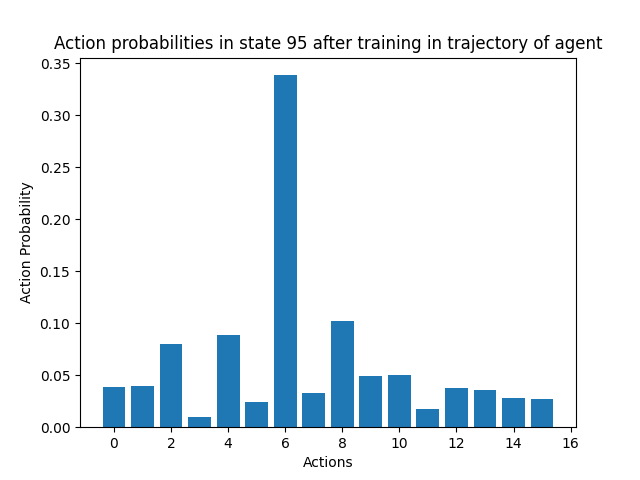 Action probabilities in state 95 after training in trajectory of agent
0.35
0.30
0.25
0.20
0.15
0.10
0.05
0.00
Action Probability
0 2 4 6 8 10 12 14 16
Actions